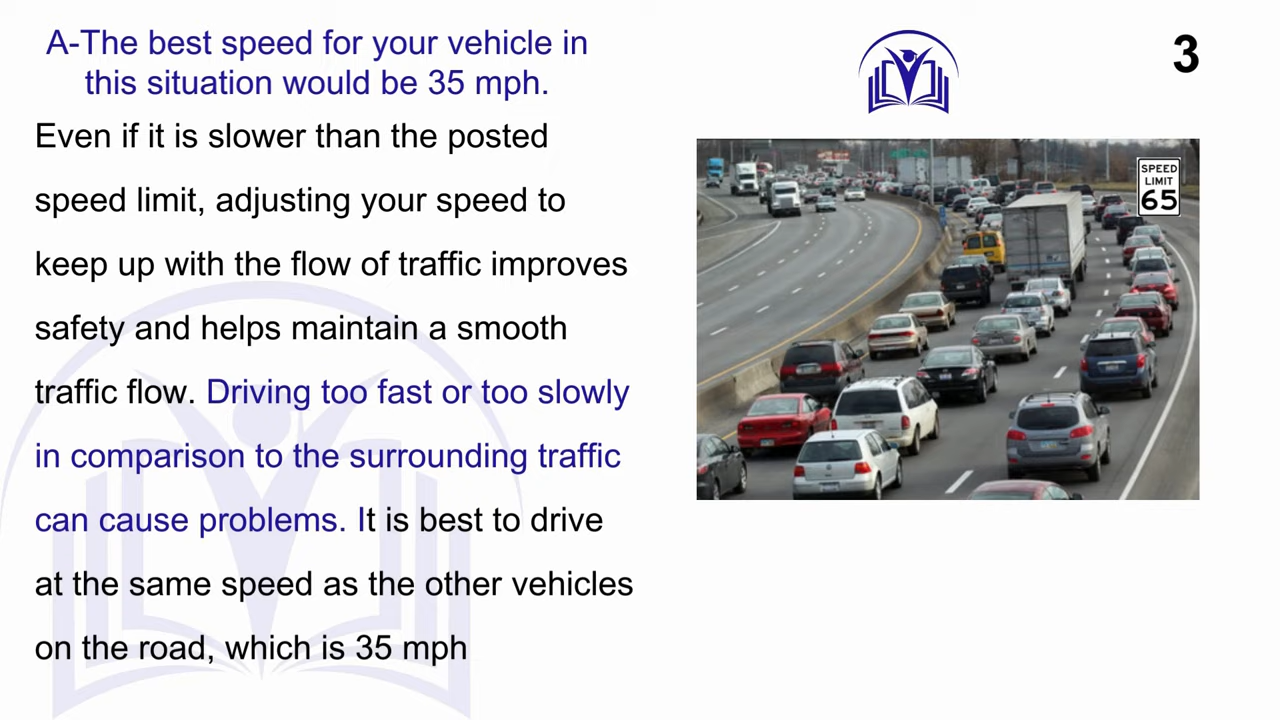 A-The best speed for your vehicle in
this situation would be 35 mph.
Even if it is slower than the posted
speed limit, adjusting your speed to
keep up with the flow of traffic improves
safety and helps maintain a smooth
traffic flow. Driving too fast or too slowly
in comparison to the surrounding traffic
can cause problems. It is best to drive
at the same speed as the other vehicles
on the road, which is 35 mph
3
SPEED
LIMIT
65